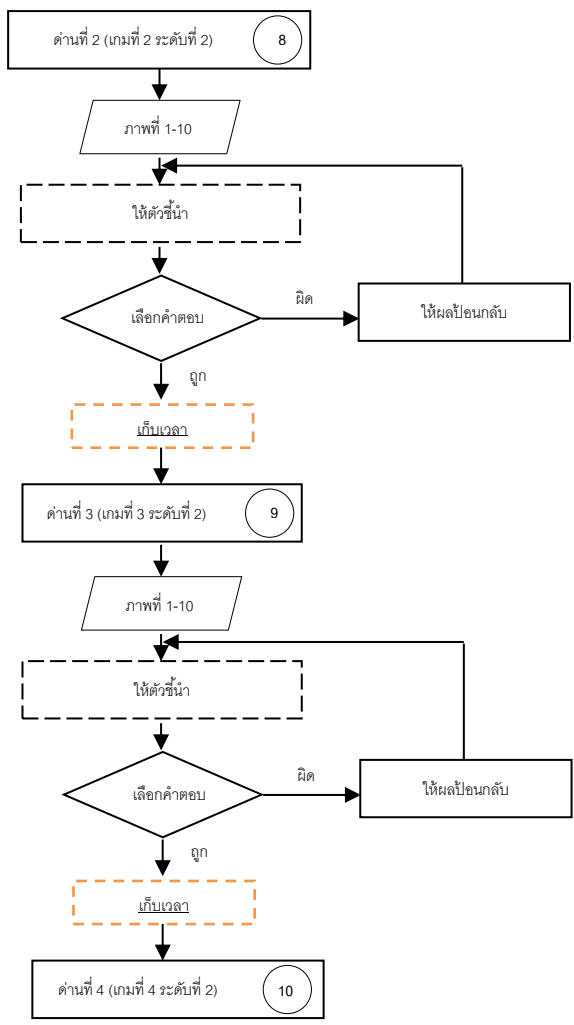 ด่านที่ 2 (เกมที่ 2 ระดับที่ 2) 8
ภาพที่ 1-10
ให้ตัวชี้นำ
เลือกคำตอบ
ผิด
ให้ผลป้อนกลับ
ถูก
เก็บเวลา
ด่านที่ 3 (เกมที่ 3 ระดับที่ 2) 9
ภาพที่ 1-10
ให้ตัวชี้นำ
เลือกคำตอบ
ผิด
ให้ผลป้อนกลับ
ถูก
เก็บเวลา
ด่านที่ 4 (เกมที่ 4 ระดับที่ 2) 10